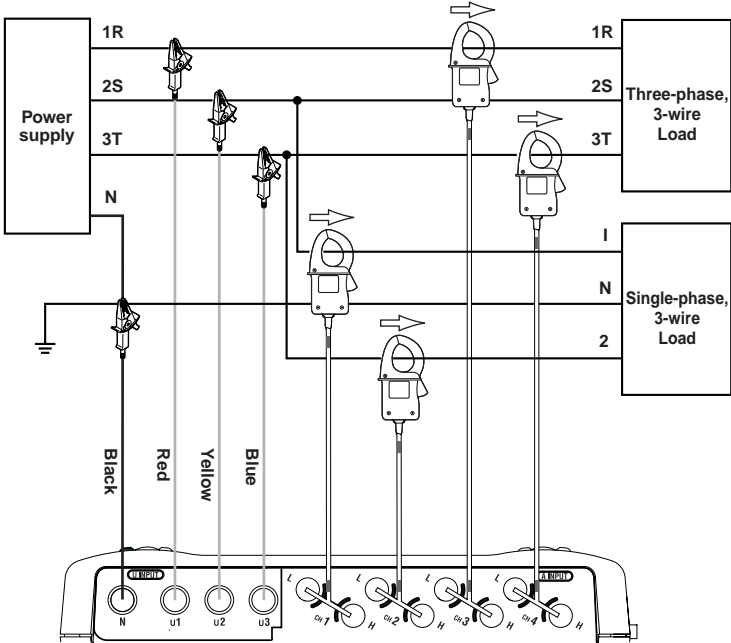 1R
1R
2S
2S
Three-phase,
3-wire
Load
Power
supply
3T
3T
N
I
N
Single-phase,
3-wire
Load
2
Black
Red
Yellow
Blue
U INPUT
A INPUT
N
U1
U2
U3
L
CH 1
H
L
CH 2
H
L
CH 3
H
L
CH 4
H